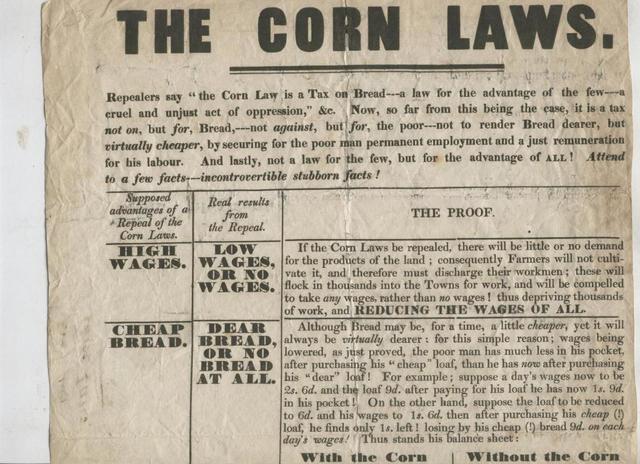 THE CORN LAWS.
Repealers say "the Corn Law is a Tax on Bread---a law for the advantage of the few---a
cruel and unjust act of oppression," &c. Now, so far from this being the case, it is a tax
not on, but for, Bread,---not against, but for, the poor---not to render Bread dearer, but
virtually cheaper, by securing for the poor man permanent employment and a just remuneration
for his labour. And lastly, not a law for the few, but for the advantage of ALL! Attend
to a few facts---incontrovertible stubborn facts!
Supposed
advantages of a
Repeal of the
Corn Laws.
Real results
from
the Repeal.
THE PROOF.
HIGH
WAGES.
LOW
WAGES,
OR NO
WAGES.
If the Corn Laws be repealed, there will be little or no demand
for the products of the land; consequently Farmers will not culti-
vate it, and therefore must discharge their workmen; these will
flock in thousands into the Towns for work, and will be compelled
to take any wages, rather than no wages! thus depriving thousands
of work, and REDUCING THE WAGES OF ALL.
CHEAP
BREAD.
DEAR
BREAD,
OR NO
BREAD
AT ALL.
Although Bread may be, for a time, a little cheaper, yet it will
always be virtually dearer: for this simple reason; wages being
lowered, as just proved, the poor man has much less in his pocket,
after purchasing his "cheap" loaf, than he has now after purchasing
his "dear" loaf! For example; suppose a day's wages now to be
2s. 6d. and the loaf 9d. after paying for his loaf he has now 1s. 9d.
in his pocket! On the other hand, suppose the loaf to be reduced
to 6d. and his wages to 1s. 6d. then after purchasing his cheap (!)
loaf, he finds only 1s. left! losing by his cheap (!) bread 9d. on each
day's wages! Thus stands his balance sheet:
With the Corn
Without the Corn